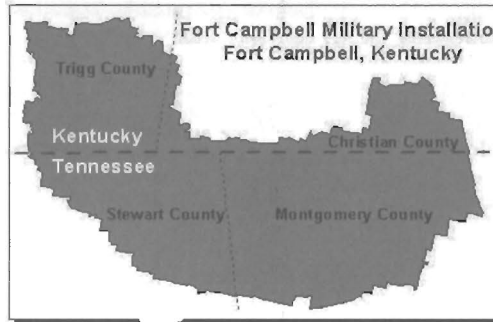 Fort Campbell Military Installatio
Fort Campbell, Kentucky
Trigg County
Kentucky
Christian County
Tennessee
Stewart County
Montgomery County